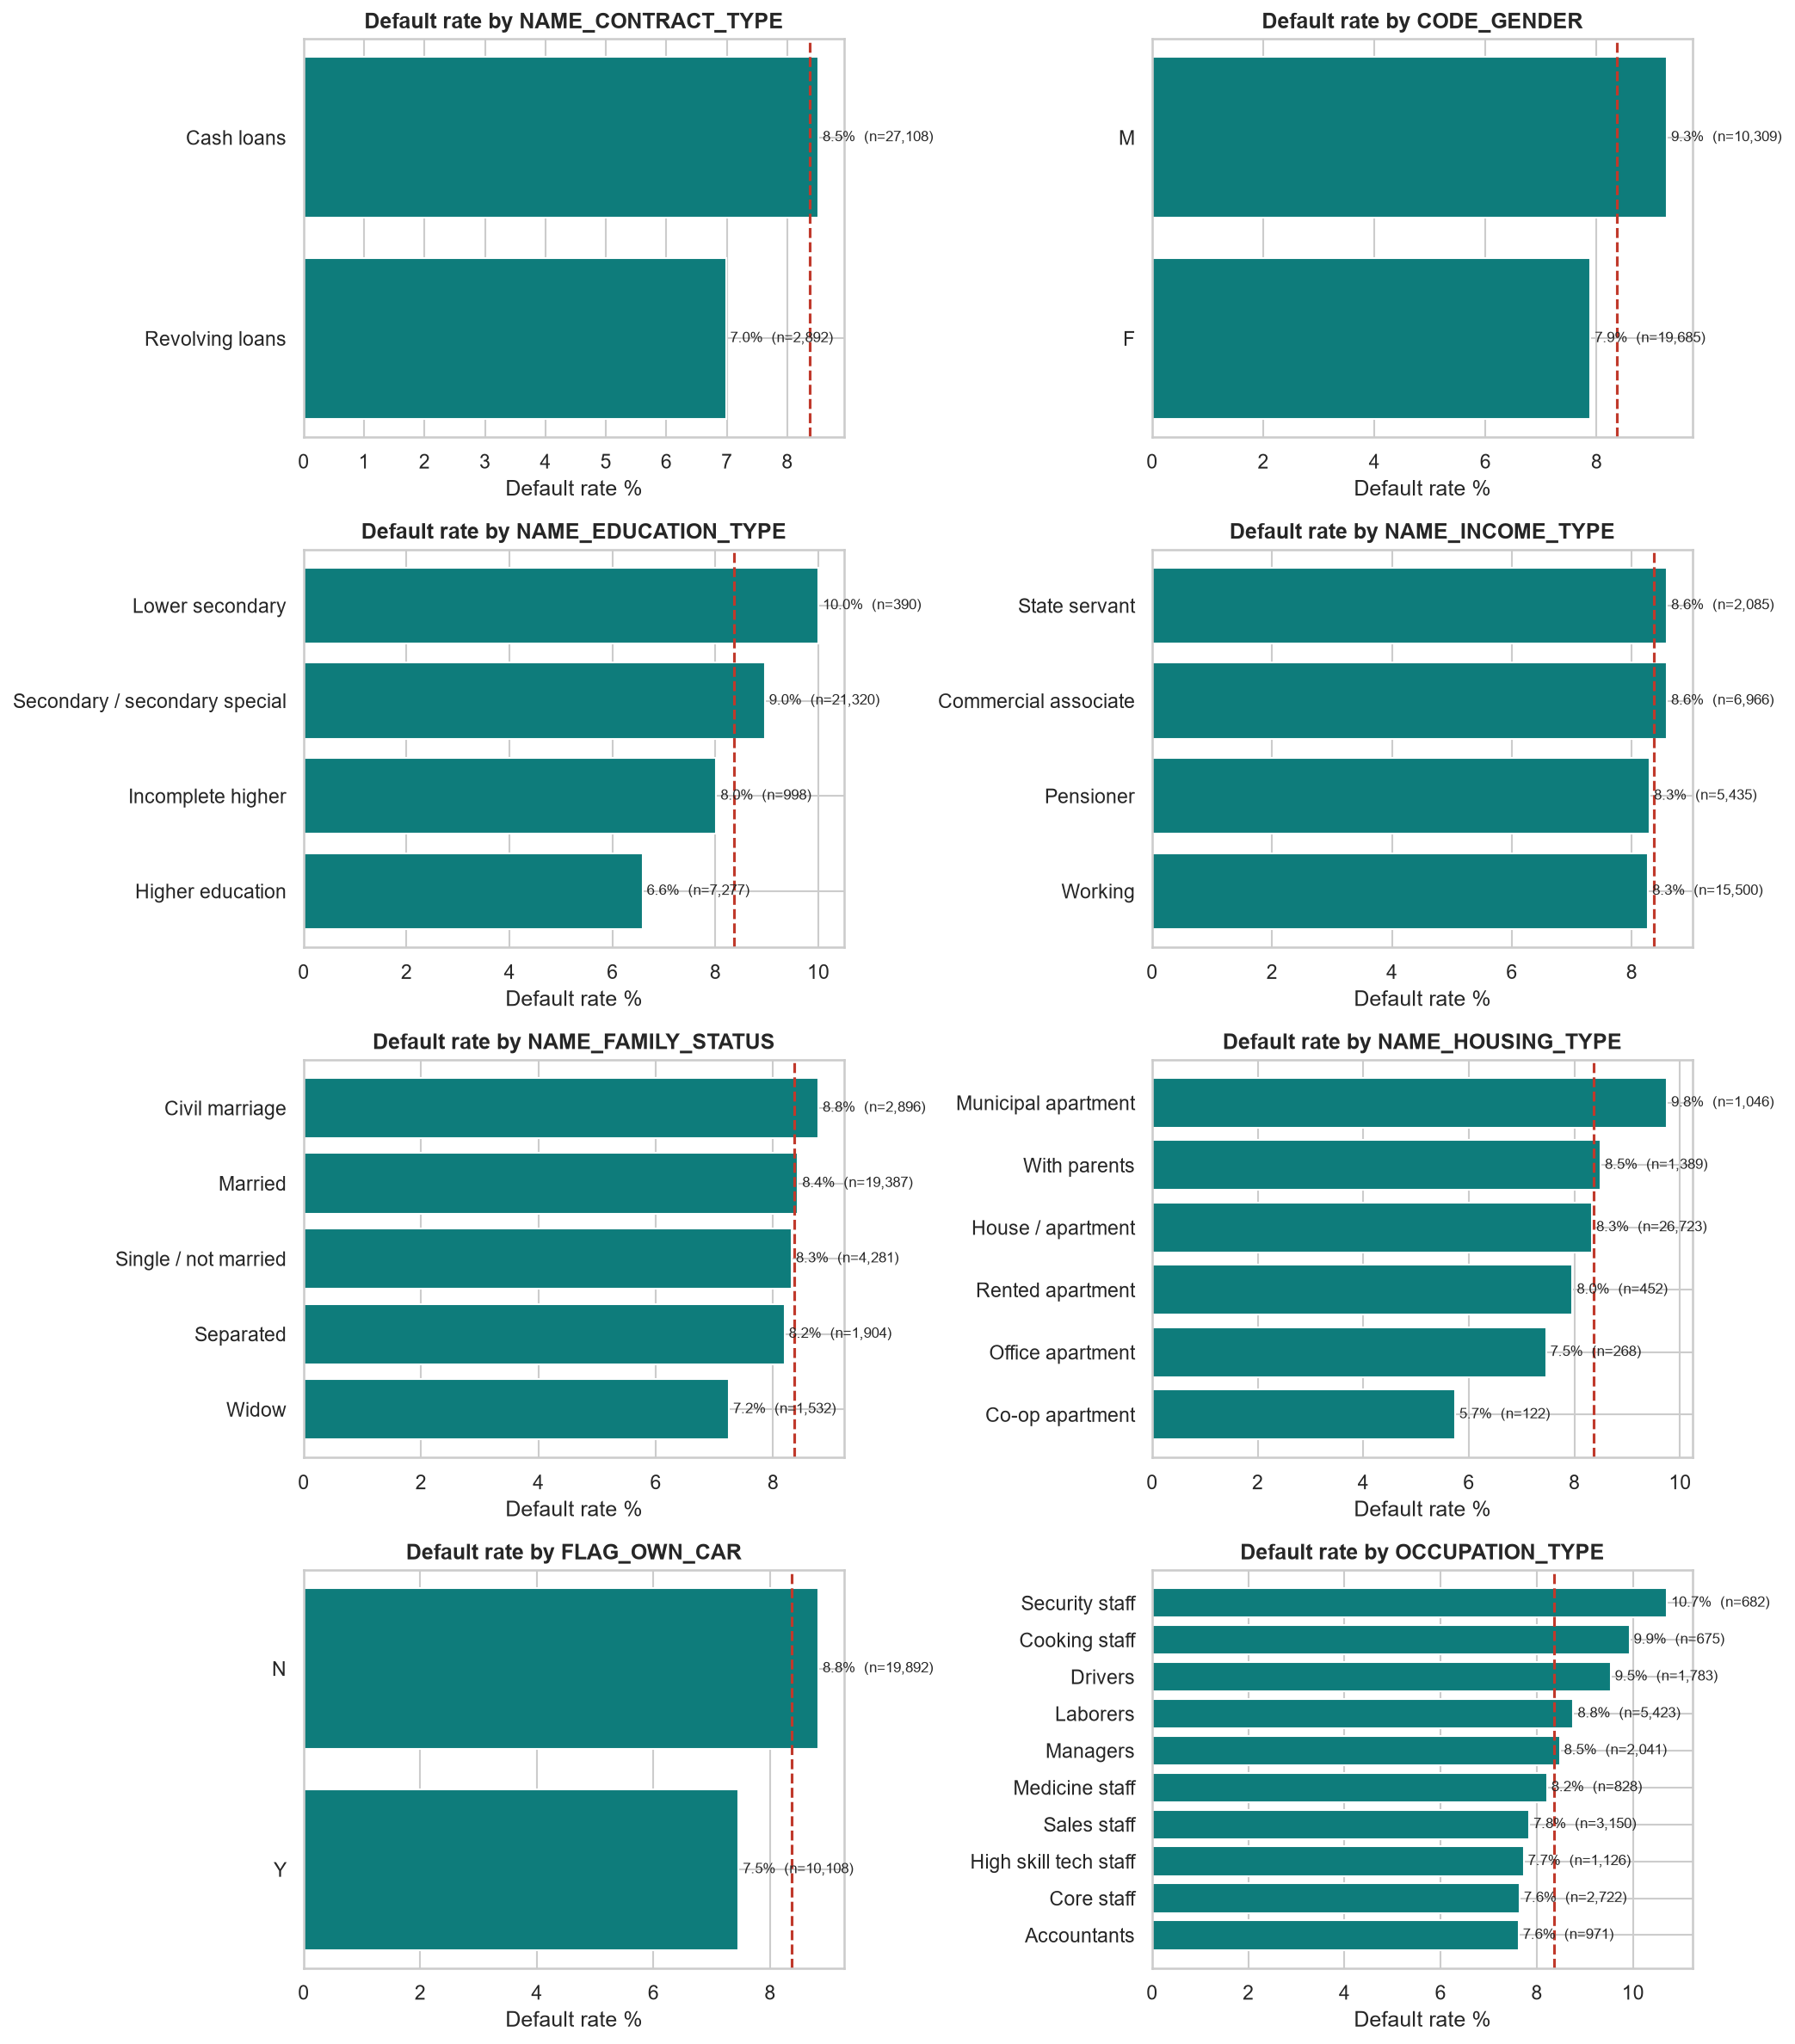 Default rate by NAME_CONTRACT_TYPE
Cash loans
8.5% (n=27,108)
Revolving loans
7.0% (n=2,892)
0 1 2 3 4 5 6 7 8
Default rate %
Default rate by CODE_GENDER
M
9.3% (n=10,309)
F
7.9% (n=19,685)
0 2 4 6 8
Default rate %
Default rate by NAME_EDUCATION_TYPE
Lower secondary
10.0% (n=390)
Secondary / secondary special
9.0% (n=21,320)
Incomplete higher
8.0% (n=998)
Higher education
6.6% (n=7,277)
0 2 4 6 8 10
Default rate %
Default rate by NAME_INCOME_TYPE
State servant
8.6% (n=2,085)
Commercial associate
8.6% (n=6,966)
Pensioner
8.3% (n=5,435)
Working
8.3% (n=15,500)
0 2 4 6 8
Default rate %
Default rate by NAME_FAMILY_STATUS
Civil marriage
8.8% (n=2,896)
Married
8.4% (n=19,387)
Single / not married
8.3% (n=4,281)
Separated
8.2% (n=1,904)
Widow
7.2% (n=1,532)
0 2 4 6 8
Default rate %
Default rate by NAME_HOUSING_TYPE
Municipal apartment
9.8% (n=1,046)
With parents
8.5% (n=1,389)
House / apartment
8.3% (n=26,723)
Rented apartment
8.0% (n=452)
Office apartment
7.5% (n=268)
Co-op apartment
5.7% (n=122)
0 2 4 6 8 10
Default rate %
Default rate by FLAG_OWN_CAR
N
8.8% (n=19,892)
Y
7.5% (n=10,108)
0 2 4 6 8
Default rate %
Default rate by OCCUPATION_TYPE
Security staff
10.7% (n=682)
Cooking staff
9.9% (n=675)
Drivers
9.5% (n=1,783)
Laborers
8.8% (n=5,423)
Managers
8.5% (n=2,041)
Medicine staff
8.2% (n=828)
Sales staff
7.8% (n=3,150)
High skill tech staff
7.7% (n=1,126)
Core staff
7.6% (n=2,722)
Accountants
7.6% (n=971)
0 2 4 6 8 10
Default rate %